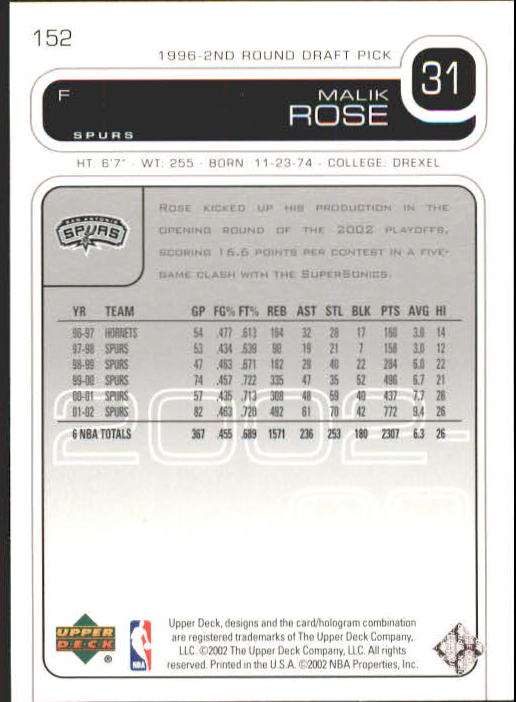 152
1996-2ND ROUND DRAFT PICK
31
F
MALIK
ROSE
SPURS
HT: 6'7" - WT: 255 - BORN: 11-23-74 - COLLEGE: DREXEL
SAN ANTONIO
SPURS
ROSE KICKED UP HIS PRODUCTION IN THE
OPENING ROUND OF THE 2002 PLAYOFFS,
SCORING 16.6 POINTS PER CONTEST IN A FIVE-
GAME CLASH WITH THE SUPERSONICS.
YR TEAM GP FG% FT% REB AST STL BLK PTS AVG HI
96-97 HORNETS 54 .477 .613 164 32 28 17 160 3.0 14
97-98 SPURS 53 .434 .639 90 19 21 7 158 3.0 12
98-99 SPURS 47 .463 .671 182 29 40 22 284 6.0 22
99-00 SPURS 74 .457 .722 335 47 35 52 496 6.7 21
00-01 SPURS 57 .435 .713 308 48 59 40 437 7.7 26
01-02 SPURS 82 .463 .720 492 61 70 42 772 9.4 26
6 NBA TOTALS 367 .455 .689 1571 236 253 180 2307 6.3 26
2002-
03
UPPER
DECK
®
NBA
Upper Deck, designs and the card/hologram combination
are registered trademarks of The Upper Deck Company,
LLC. ©2002 The Upper Deck Company, LLC. All rights
reserved. Printed in the U.S.A. ©2002 NBA Properties, Inc.